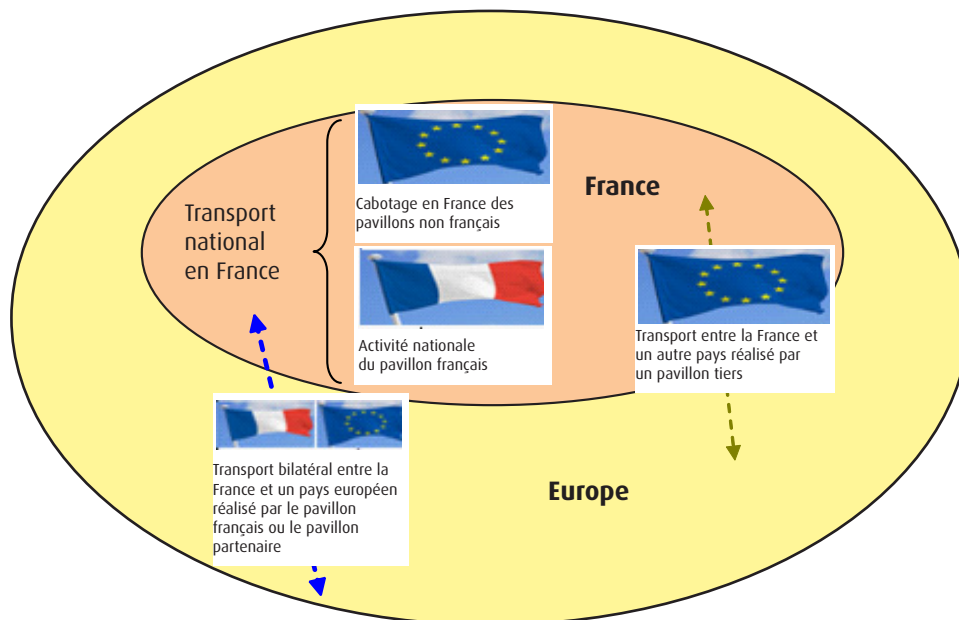 Cabotage en France des
pavillons non français
France
Transport
national
en France
Activité nationale
du pavillon français
Transport entre la France et
un autre pays réalisé par
un pavillon tiers
Transport bilatéral entre la
France et un pays européen
réalisé par le pavillon
français ou le pavillon
partenaire
Europe